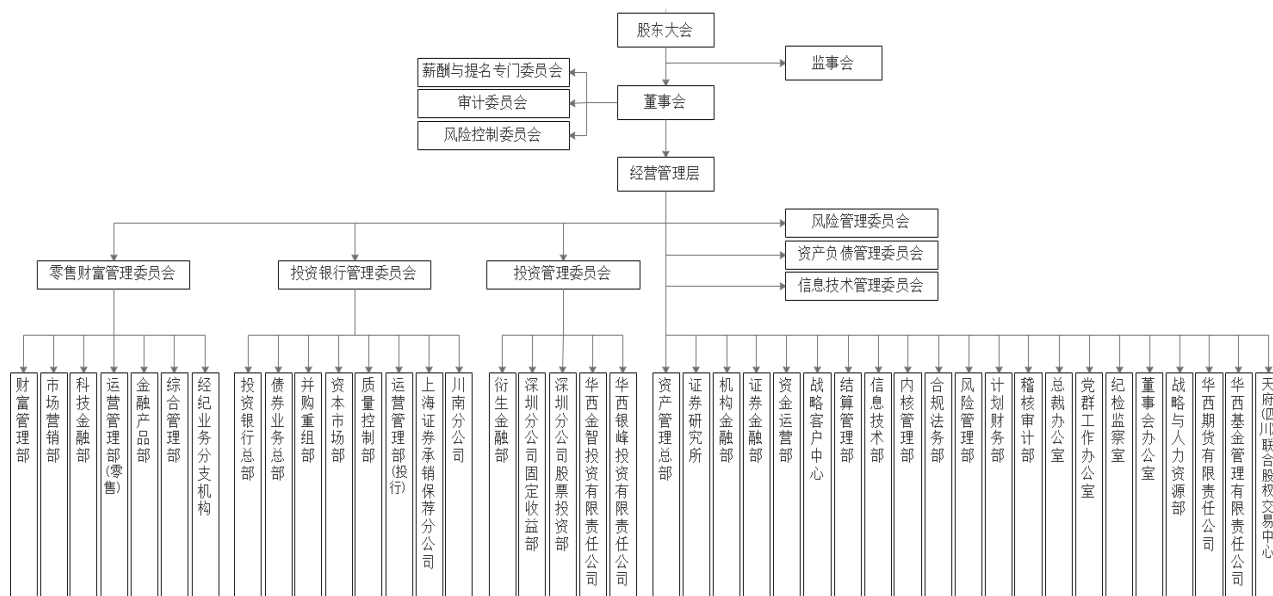 股东大会
监事会
薪酬与提名专门委员会
审计委员会
董事会
风险控制委员会
经营管理层
风险管理委员会
资产负债管理委员会
信息技术管理委员会
零售财富管理委员会
投资银行管理委员会
投资管理委员会
财富管理部
市场营销部
科技金融部
运营管理部(零售)
金融产品部
综合管理部
经纪业务分支机构
投资银行总部
债券业务总部
并购重组部
资本市场部
质量控制部
运营管理部(投行)
上海证券承销保荐分公司
川南分公司
衍生金融部
深圳分公司固定收益部
深圳分公司股票投资部
华西金智投资有限责任公司
华西银峰投资有限责任公司
资产管理总部
证券研究所
机构金融部
证券金融部
资金运营部
战略客户中心
结算管理部
信息技术部
内核管理部
合规法务部
风险管理部
计划财务部
稽核审计部
总裁办公室
党群工作办公室
纪检监察室
董事会办公室
战略与人力资源部
华西期货有限责任公司
华西基金管理有限责任公司
天府(四川)联合股权交易中心